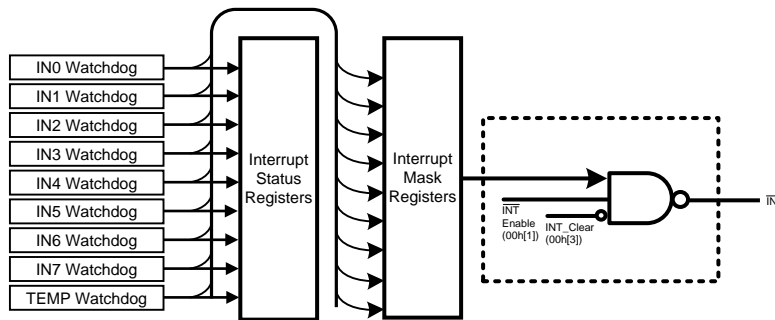 IN0 Watchdog
IN1 Watchdog
IN2 Watchdog
IN3 Watchdog
IN4 Watchdog
IN5 Watchdog
IN6 Watchdog
IN7 Watchdog
TEMP Watchdog
Interrupt
Status
Registers
Interrupt
Mask
Registers
INT
Enable
(00h[1])
INT_Clear
(00h[3])